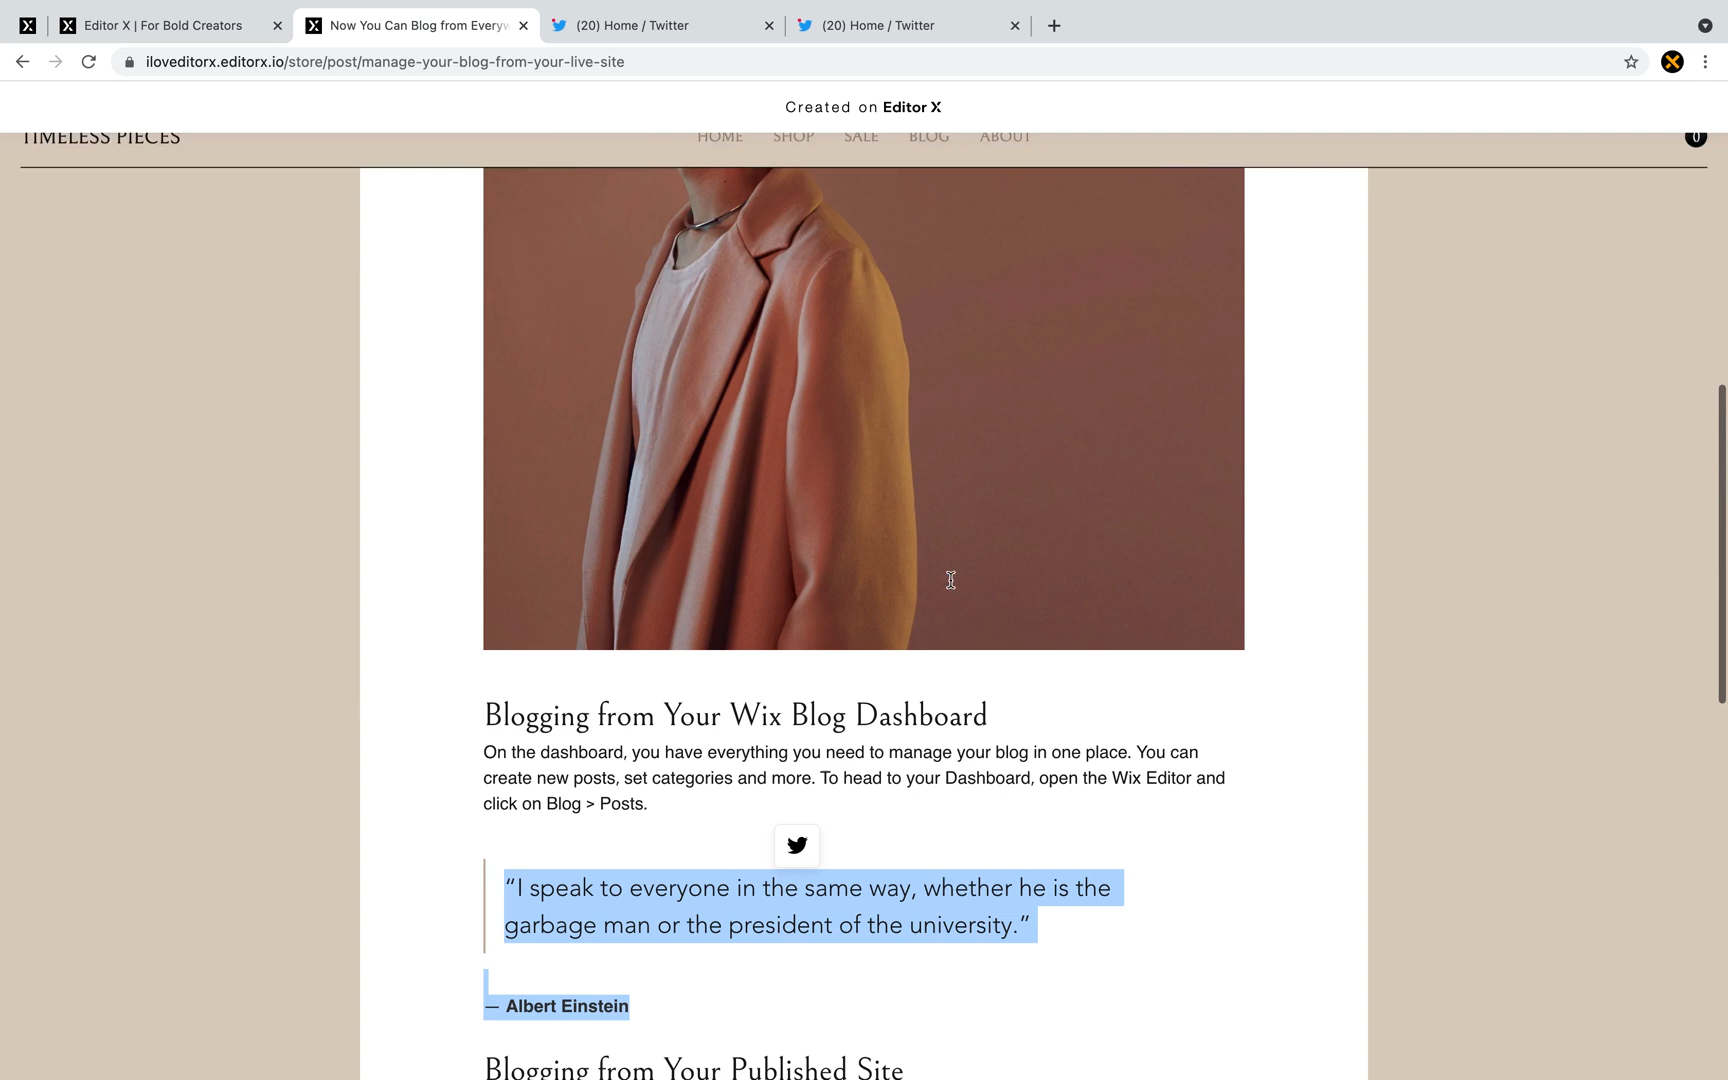 Editor X | For Bold Creators
Now You Can Blog from Everyw
(20) Home / Twitter
(20) Home / Twitter
iloveditorx.editorx.io/store/post/manage-your-blog-from-your-live-site
Created on Editor X
TIMELESS PIECES
HOME SHOP SALE BLOG ABOUT
0
Blogging from Your Wix Blog Dashboard
On the dashboard, you have everything you need to manage your blog in one place. You can
create new posts, set categories and more. To head to your Dashboard, open the Wix Editor and
click on Blog > Posts.
“I speak to everyone in the same way, whether he is the
garbage man or the president of the university.”
— Albert Einstein
Blogging from Your Published Site